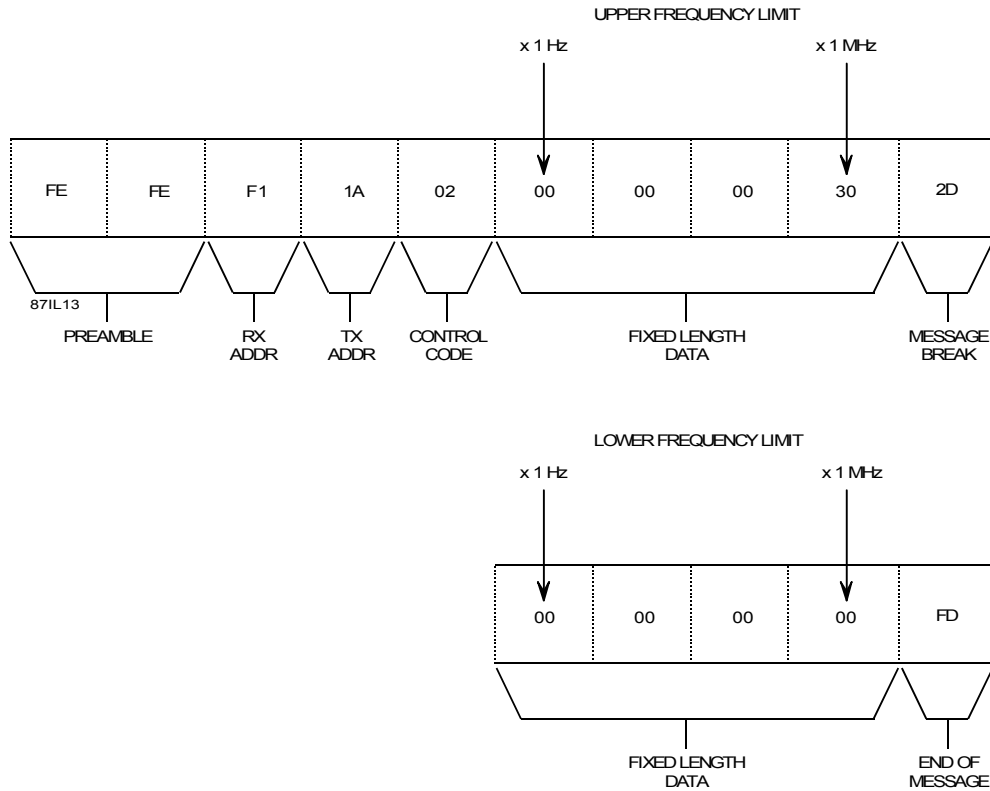 UPPER FREQUENCY LIMIT
x 1 Hz x 1 MHz
FE FE F1 1A 02 00 00 00 30 2D
87IL13
PREAMBLE RX TX CONTROL FIXED LENGTH MESSAGE
ADDR ADDR CODE DATA BREAK
LOWER FREQUENCY LIMIT
x 1 Hz x 1 MHz
00 00 00 00 FD
FIXED LENGTH END OF
DATA MESSAGE